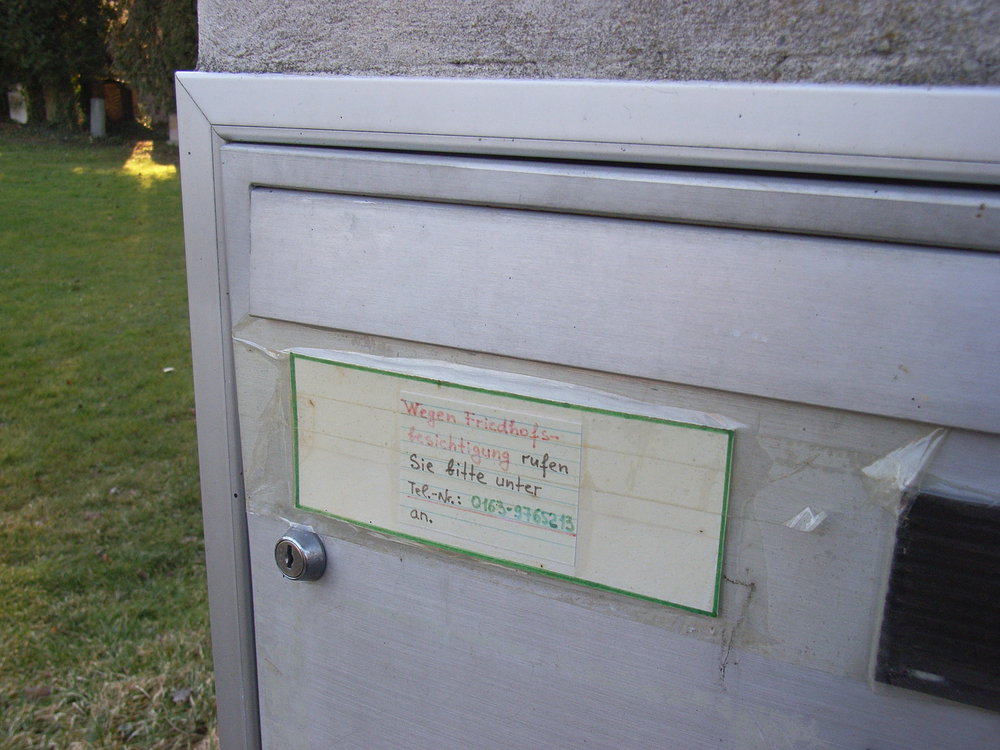 Wegen Friedhofs-
besichtigung rufen
Sie bitte unter
Tel.-Nr.: 0163-9765213
an.